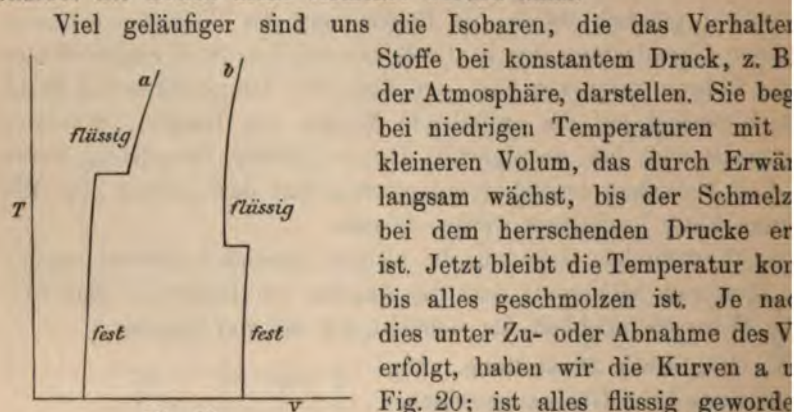 Viel geläufiger sind uns die Isobaren, die das Verhalten
Stoffe bei konstantem Druck, z. B.
der Atmosphäre, darstellen. Sie beg
bei niedrigen Temperaturen mit
kleineren Volum, das durch Erwär
langsam wächst, bis der Schmelz
bei dem herrschenden Drucke er
ist. Jetzt bleibt die Temperatur kon
bis alles geschmolzen ist. Je nac
dies unter Zu- oder Abnahme des V
erfolgt, haben wir die Kurven a u
Fig. 20; ist alles flüssig geworde
a
b
flüssig
flüssig
T
fest
fest
V